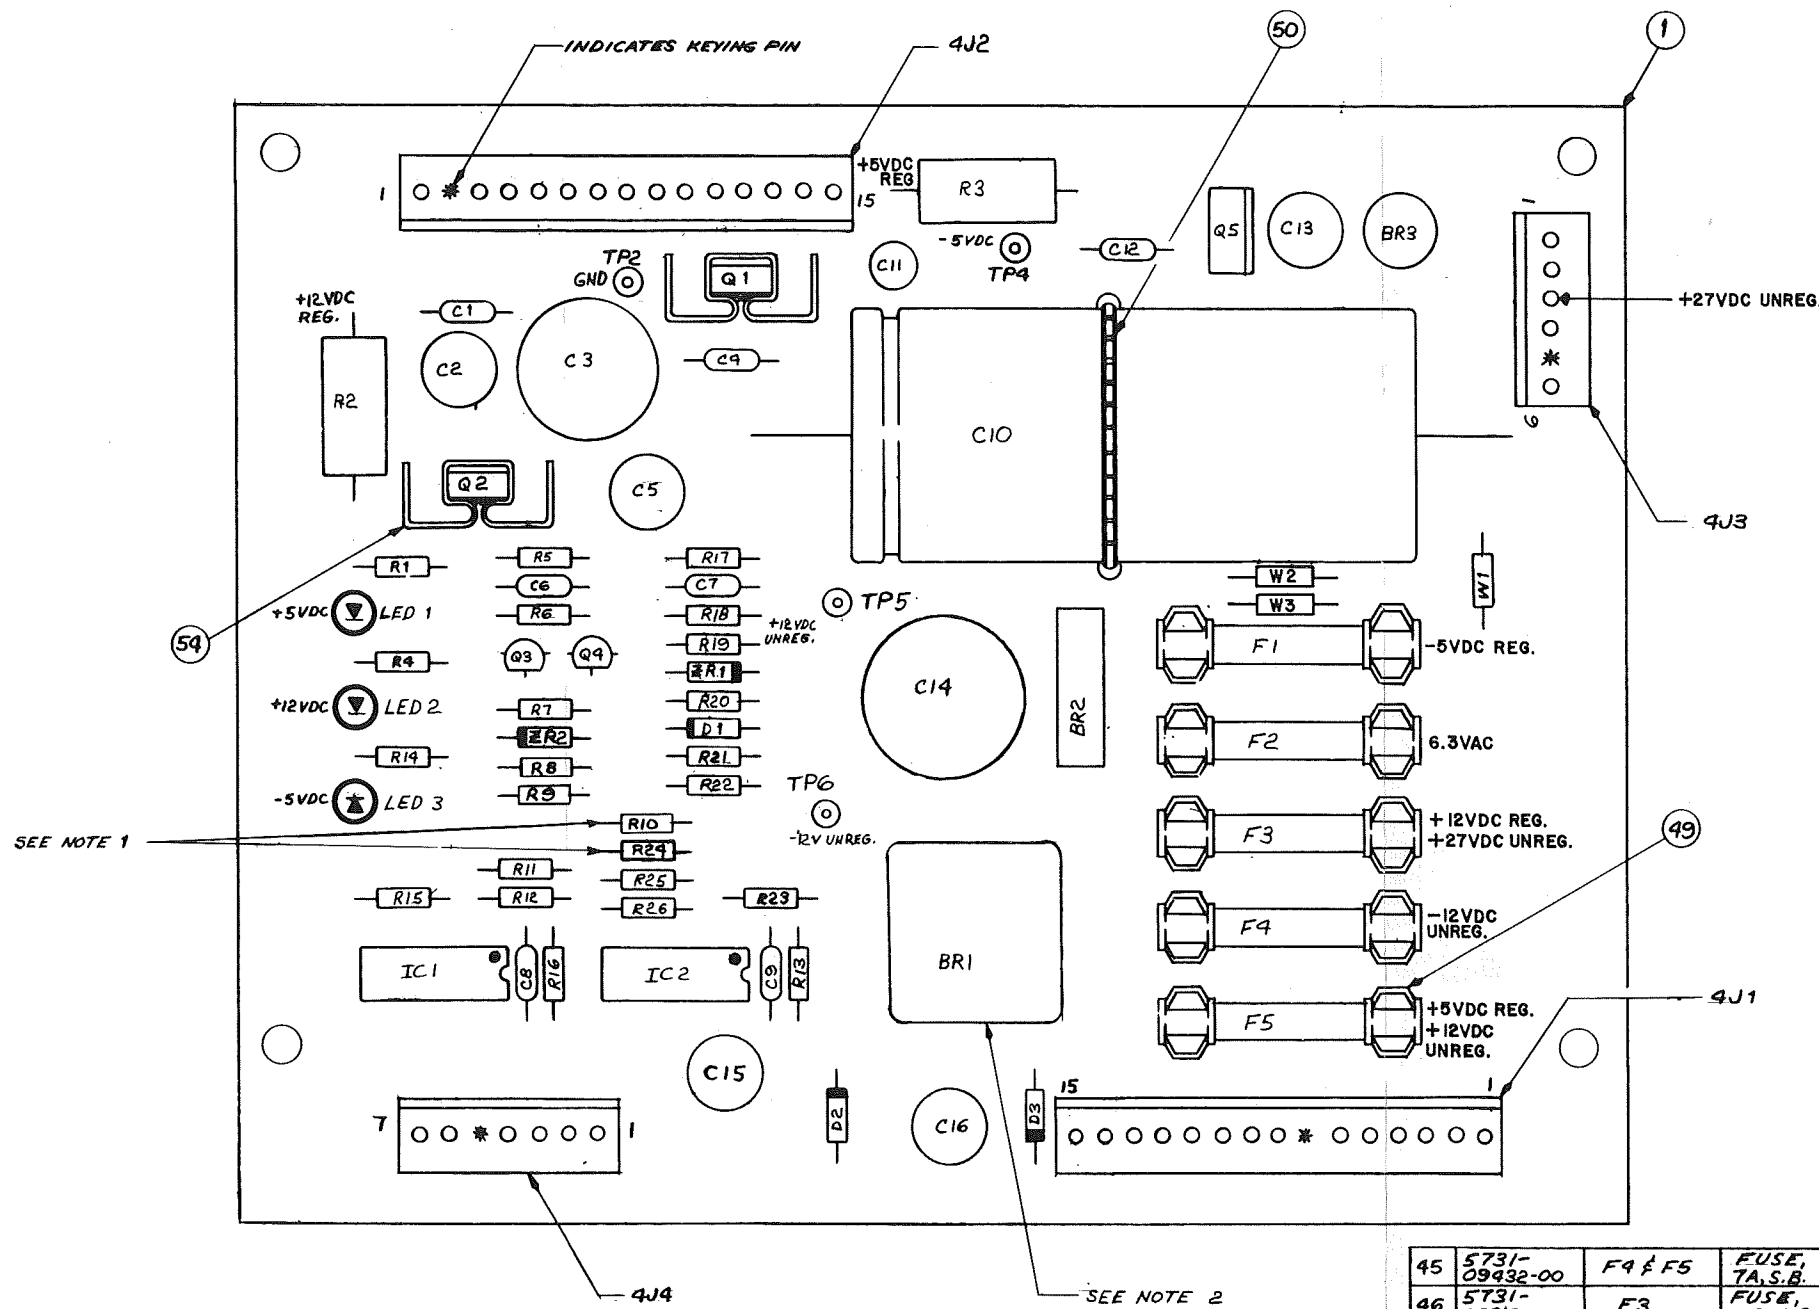 INDICATES KEYING PIN
4J2
50
1
1
15
+5VDC
REG
R3
-5VDC
TP4
C12
Q5
C13
BR3
1
6
+27VDC UNREG.
4J3
TP2
GND
Q1
C11
+12VDC
REG.
C1
C2
C3
C4
R2
C10
Q2
C5
54
R1
R5
R17
C6
C7
+5VDC
LED 1
R6
R18
TP5
+12VDC
UNREG.
R19
R4
Q3
Q4
ZR1
R20
+12VDC
LED 2
R7
D1
ZR2
R14
R8
R21
R9
R22
-5VDC
LED 3
TP6
-12V UNREG.
C14
BR2
W2
W3
W1
F1
-5VDC REG.
F2
6.3VAC
F3
+12VDC REG.
+27VDC UNREG.
49
F4
-12VDC
UNREG.
F5
+5VDC REG.
+12VDC
UNREG.
4J1
SEE NOTE 1
R10
R24
R11
R25
R15
R12
R26
R23
IC1
C8
R16
IC2
C9
R13
BR1
C15
D2
C16
D3
15
1
7
1
4J4
SEE NOTE 2
45 5731-09432-00 F4 & F5 FUSE, 7A, S.B.
46 5731- F3 FUSE,